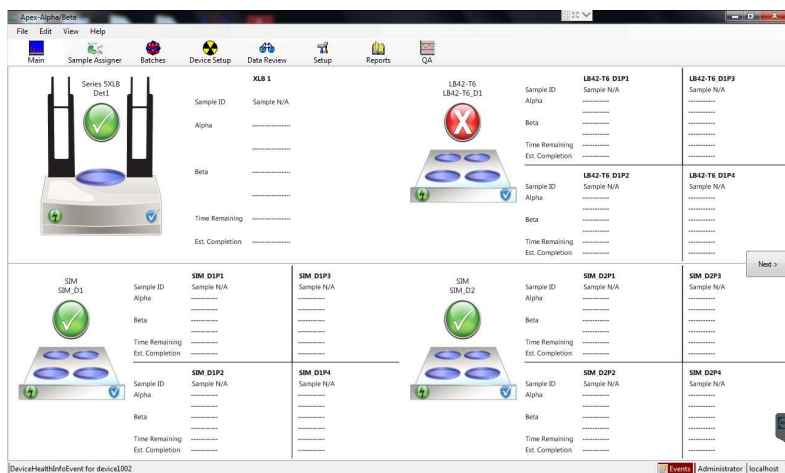 Apex-Alpha/Beta
File Edit View Help
Main Sample Assigner Batches Device Setup Data Review Setup Reports QA
Series 5XLB
Det1
XLB 1
Sample ID Sample N/A
Alpha ----------------
----------------
Beta ----------------
----------------
Time Remaining ----------------
Est. Completion ----------------
LB42-T6
LB42-T6_D1
LB42-T6_D1P1
Sample ID Sample N/A
Alpha -----------
-----------
Beta -----------
-----------
Time Remaining -----------
Est. Completion -----------
LB42-T6_D1P3
Sample N/A
-----------
-----------
-----------
-----------
-----------
-----------
LB42-T6_D1P2
Sample ID Sample N/A
Alpha -----------
-----------
Beta -----------
-----------
Time Remaining -----------
Est. Completion -----------
LB42-T6_D1P4
Sample N/A
-----------
-----------
-----------
-----------
-----------
-----------
Next >
SIM
SIM_D1
SIM_D1P1
Sample ID Sample N/A
Alpha -----------
-----------
Beta -----------
-----------
Time Remaining -----------
Est. Completion -----------
SIM_D1P3
Sample N/A
-----------
-----------
-----------
-----------
-----------
-----------
SIM_D1P2
Sample ID Sample N/A
Alpha -----------
-----------
Beta -----------
-----------
Time Remaining -----------
Est. Completion -----------
SIM_D1P4
Sample N/A
-----------
-----------
-----------
-----------
-----------
-----------
SIM
SIM_D2
SIM_D2P1
Sample ID Sample N/A
Alpha -----------
-----------
Beta -----------
-----------
Time Remaining -----------
Est. Completion -----------
SIM_D2P3
Sample N/A
-----------
-----------
-----------
-----------
-----------
-----------
SIM_D2P2
Sample ID Sample N/A
Alpha -----------
-----------
Beta -----------
-----------
Time Remaining -----------
Est. Completion -----------
SIM_D2P4
Sample N/A
-----------
-----------
-----------
-----------
-----------
-----------
DeviceHealthInfoEvent for device1002
Events Administrator localhost